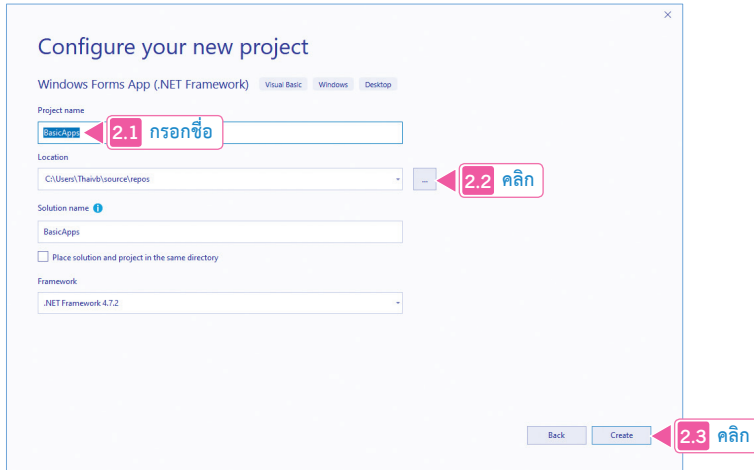 Configure your new project
Windows Forms App (.NET Framework) Visual Basic Windows Desktop
Project name
BasicApps 2.1 กรอกชื่อ
Location
C:\Users\Thaivb\source\repos ... 2.2 คลิก
Solution name
BasicApps
Place solution and project in the same directory
Framework
.NET Framework 4.7.2
Back Create 2.3 คลิก